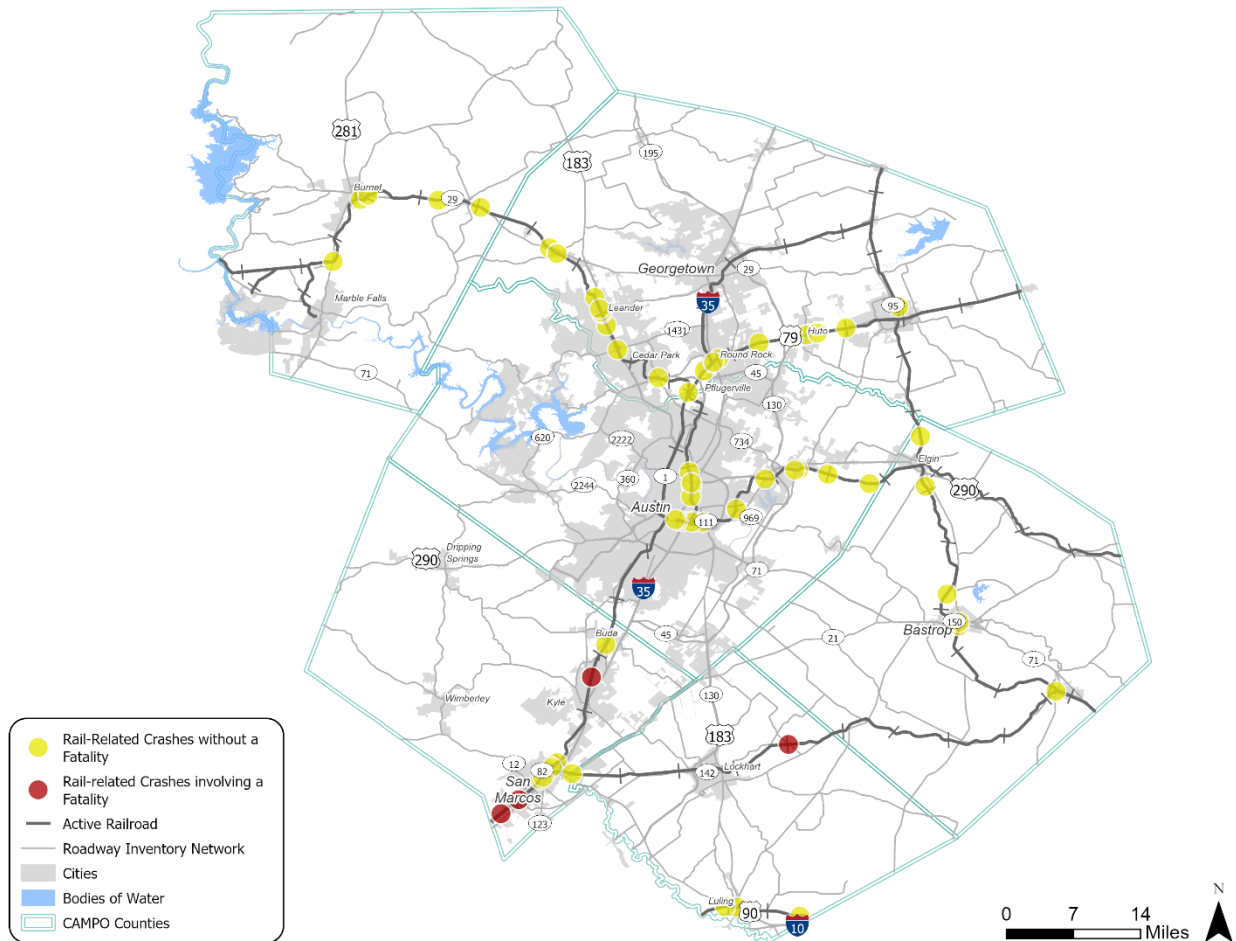 281
183
195
Burnet
29
Georgetown
29
35
95
Marble Falls
Leander
1431
79
Hutto
Cedar Park
Round Rock
45
71
Pflugerville
130
620
2222
734
Elgin
360
1
2244
290
Austin
111
969
Dripping
Springs
290
71
35
150
Bastrop
21
Buda
45
71
Wimberley
Kyle
130
183
12
82
142
Lockhart
San
Marcos
123
Luling
90
10
Rail-Related Crashes without a
Fatality
Rail-related Crashes involving a
Fatality
Active Railroad
Roadway Inventory Network
Cities
Bodies of Water
CAMPO Counties
N
0 7 14
Miles